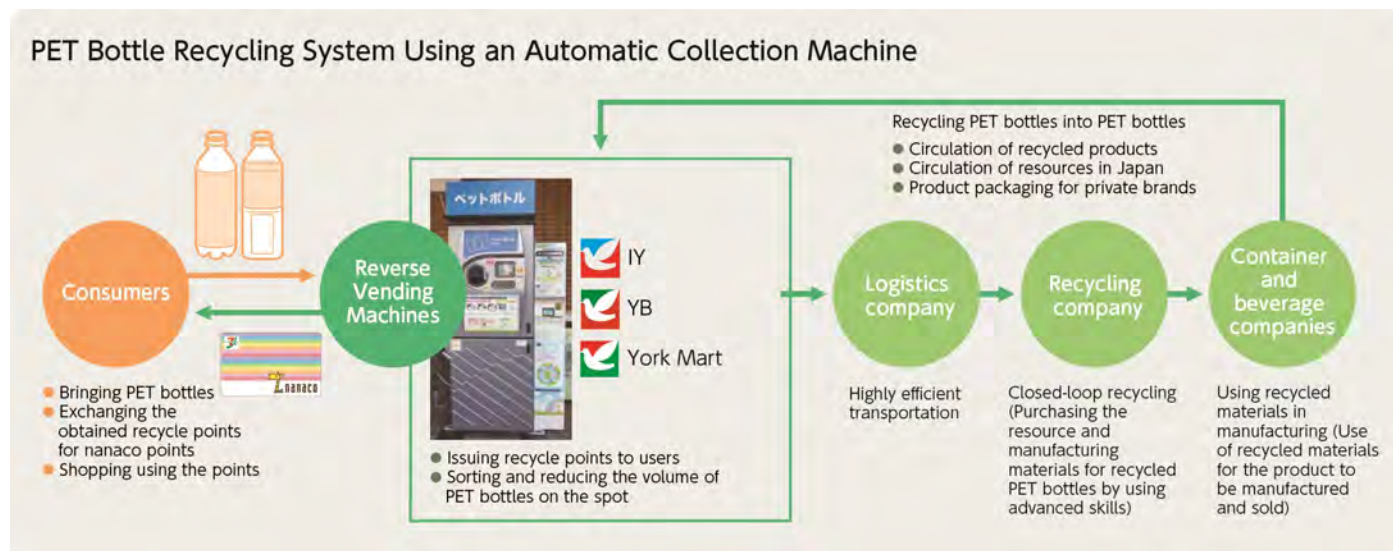 PET Bottle Recycling System Using an Automatic Collection Machine
Consumers
● Bringing PET bottles
● Exchanging the
obtained recycle points
for nanaco points
● Shopping using the points
nanaco
Reverse
Vending
Machines
ペットボトル
IY
YB
York Mart
● Issuing recycle points to users
● Sorting and reducing the volume of
PET bottles on the spot
Recycling PET bottles into PET bottles
● Circulation of recycled products
● Circulation of resources in Japan
● Product packaging for private brands
Logistics
company
Highly efficient
transportation
Recycling
company
Closed-loop recycling
(Purchasing the
resource and
manufacturing
materials for recycled
PET bottles by using
advanced skills)
Container
and
beverage
companies
Using recycled
materials in
manufacturing (Use
of recycled materials
for the product to
be manufactured
and sold)